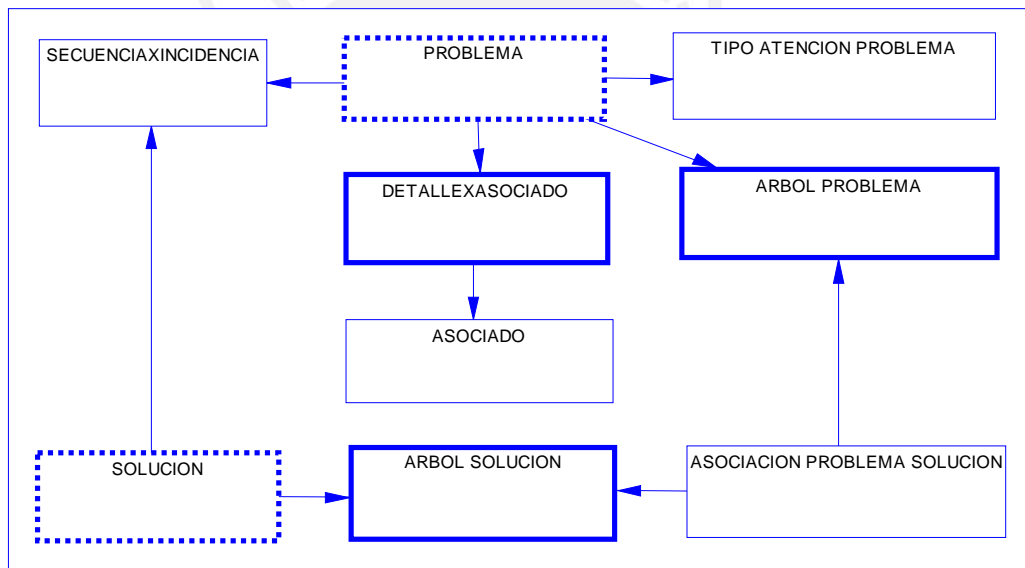 SECUENCIAXINCIDENCIA
PROBLEMA
TIPO ATENCION PROBLEMA
DETALLEXASOCIADO
ARBOL PROBLEMA
ASOCIADO
SOLUCION
ARBOL SOLUCION
ASOCIACION PROBLEMA SOLUCION